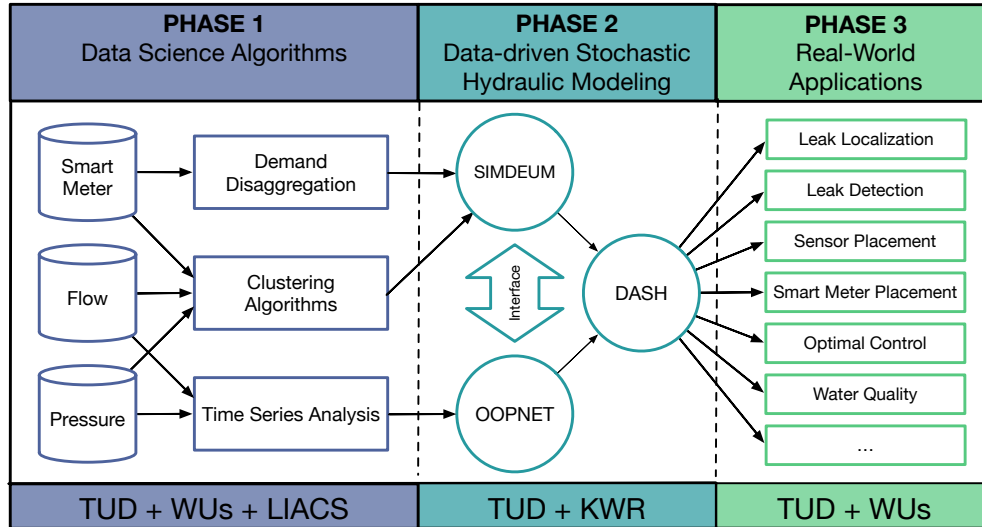 PHASE 1
Data Science Algorithms
PHASE 2
Data-driven Stochastic
Hydraulic Modeling
PHASE 3
Real-World
Applications
Smart
Meter
Flow
Pressure
Demand
Disaggregation
Clustering
Algorithms
Time Series Analysis
SIMDEUM
Interface
OOPNET
DASH
Leak Localization
Leak Detection
Sensor Placement
Smart Meter Placement
Optimal Control
Water Quality
...
TUD + WUs + LIACS
TUD + KWR
TUD + WUs